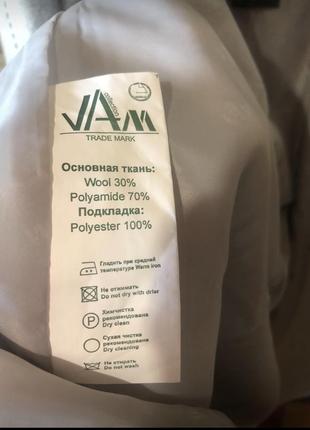 collection
JAM
TRADE MARK
Основная ткань:
Wool 30%
Polyamide 70%
Подкладка:
Polyester 100%
Гладить при средней
температуре Warm iron
Не отжимать
Do not dry with drier
Химчистка
рекомендована
Dry clean
P
Сухая чистка
рекомендована
Dry cleaning
Не стирать
Do not wash